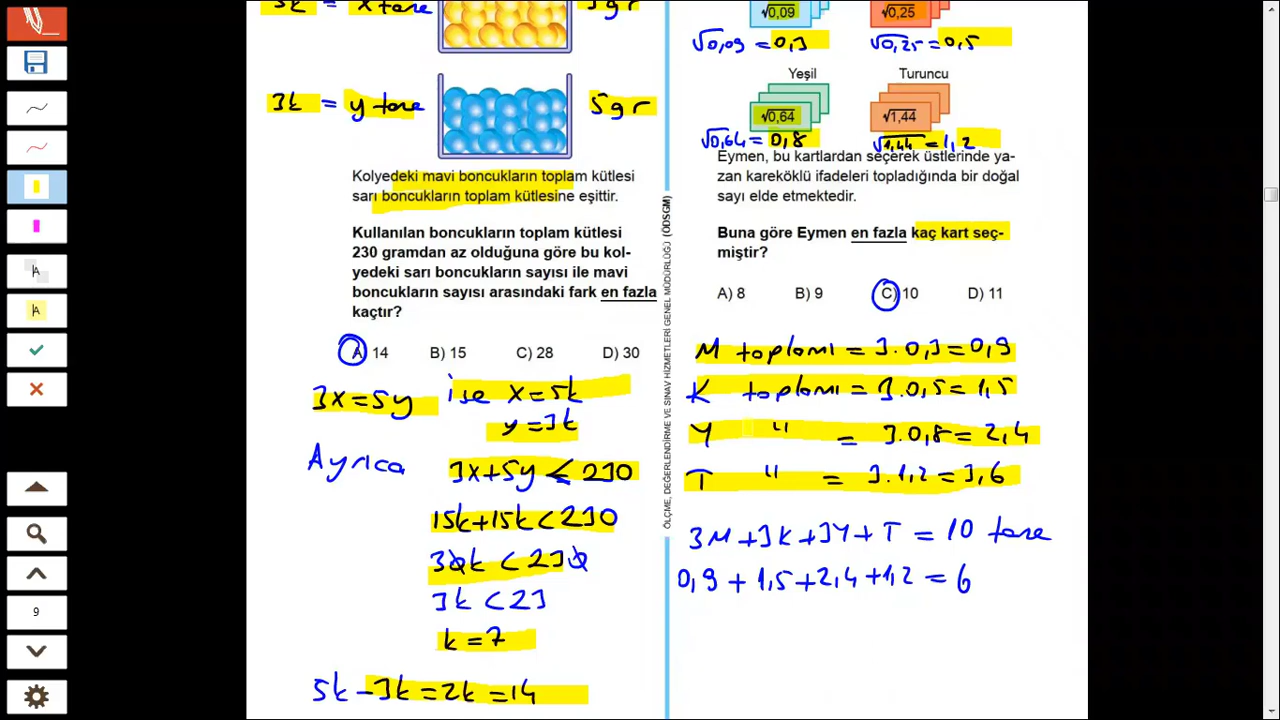 5k = x tane
3gr
3k = y tane
5gr
Kolyedeki mavi boncukların toplam kütlesi
sarı boncukların toplam kütlesine eşittir.
Kullanılan boncukların toplam kütlesi
230 gramdan az olduğuna göre bu kol-
yedeki sarı boncukların sayısı ile mavi
boncukların sayısı arasındaki fark en fazla
kaçtır?
A) 14 B) 15 C) 28 D) 30
3x=5y ise x=5k
y=3k
Ayrıca 3x+5y < 230
15k+15k < 230
30k < 230
3k < 23
k = 7
5k - 3k = 2k = 14
ÖLÇME, DEĞERLENDİRME VE SINAV HİZMETLERİ GENEL MÜDÜRLÜĞÜ (ÖDSGM)
√0,09 √0,25
√0,09 = 0,3 √0,25 = 0,5
Yeşil Turuncu
√0,64 √1,44
√0,64 = 0,8 √1,44 = 1,2
Eymen, bu kartlardan seçerek üstlerinde ya-
zan kareköklü ifadeleri topladığında bir doğal
sayı elde etmektedir.
Buna göre Eymen en fazla kaç kart seç-
miştir?
A) 8 B) 9 C) 10 D) 11
M toplamı = 3.0,3 = 0,9
K toplamı = 3.0,5 = 1,5
Y " = 3.0,8 = 2,4
T " = 3.1,2 = 3,6
3M + 3K + 3Y + T = 10 tane
0,9 + 1,5 + 2,4 + 1,2 = 6
A
A
9